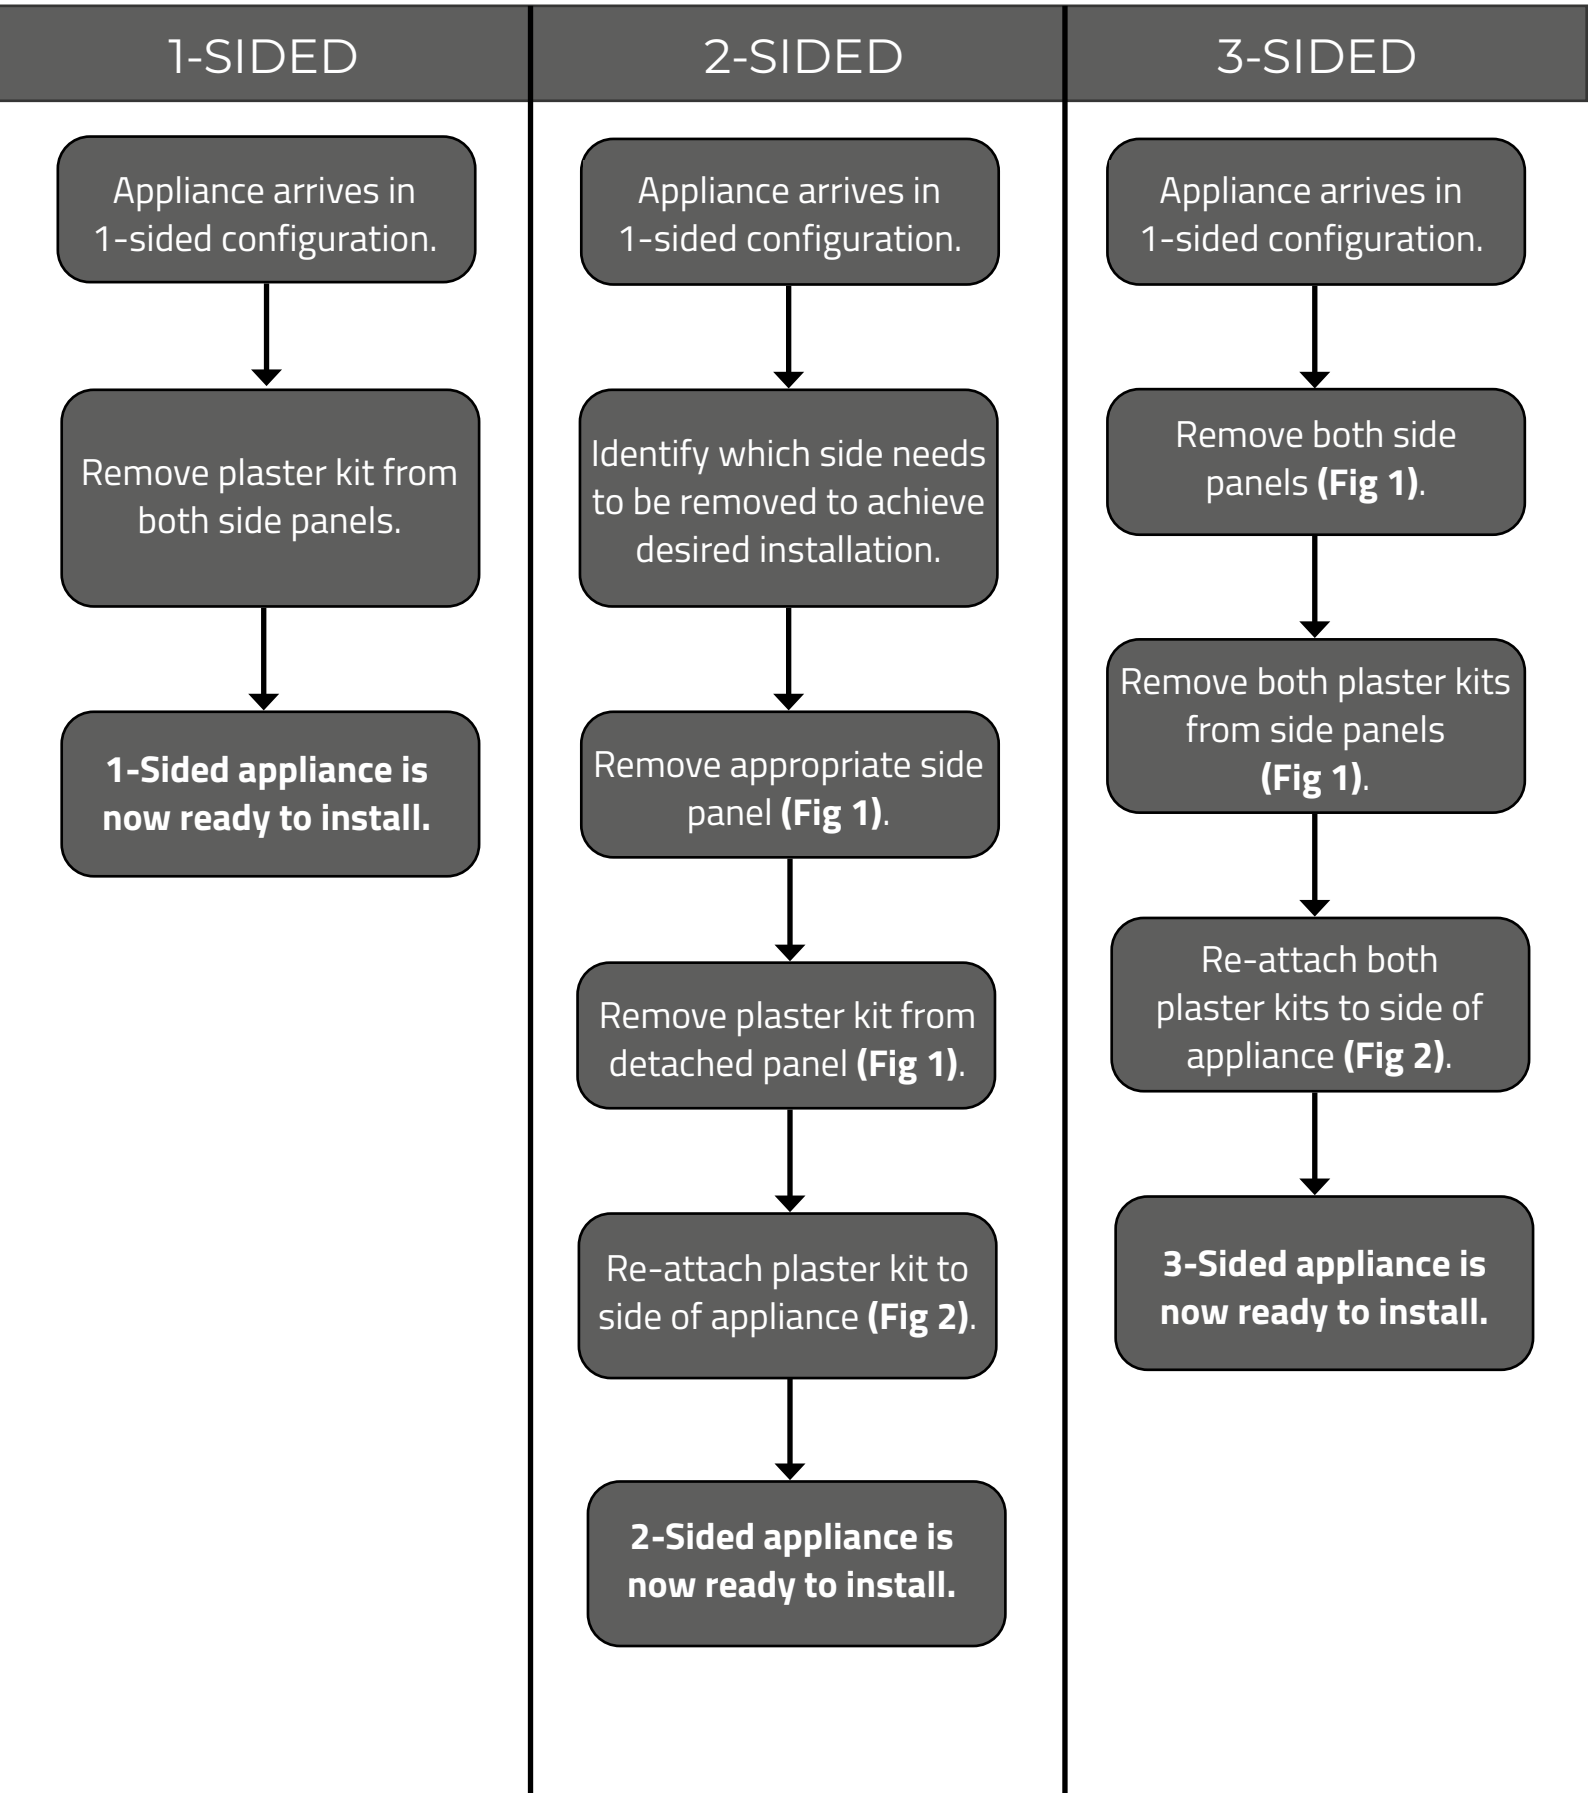 1-SIDED
Appliance arrives in
1-sided configuration.
Remove plaster kit from
both side panels.
1-Sided appliance is
now ready to install.
2-SIDED
Appliance arrives in
1-sided configuration.
Identify which side needs
to be removed to achieve
desired installation.
Remove appropriate side
panel (Fig 1).
Remove plaster kit from
detached panel (Fig 1).
Re-attach plaster kit to
side of appliance (Fig 2).
2-Sided appliance is
now ready to install.
3-SIDED
Appliance arrives in
1-sided configuration.
Remove both side
panels (Fig 1).
Remove both plaster kits
from side panels
(Fig 1).
Re-attach both
plaster kits to side of
appliance (Fig 2).
3-Sided appliance is
now ready to install.